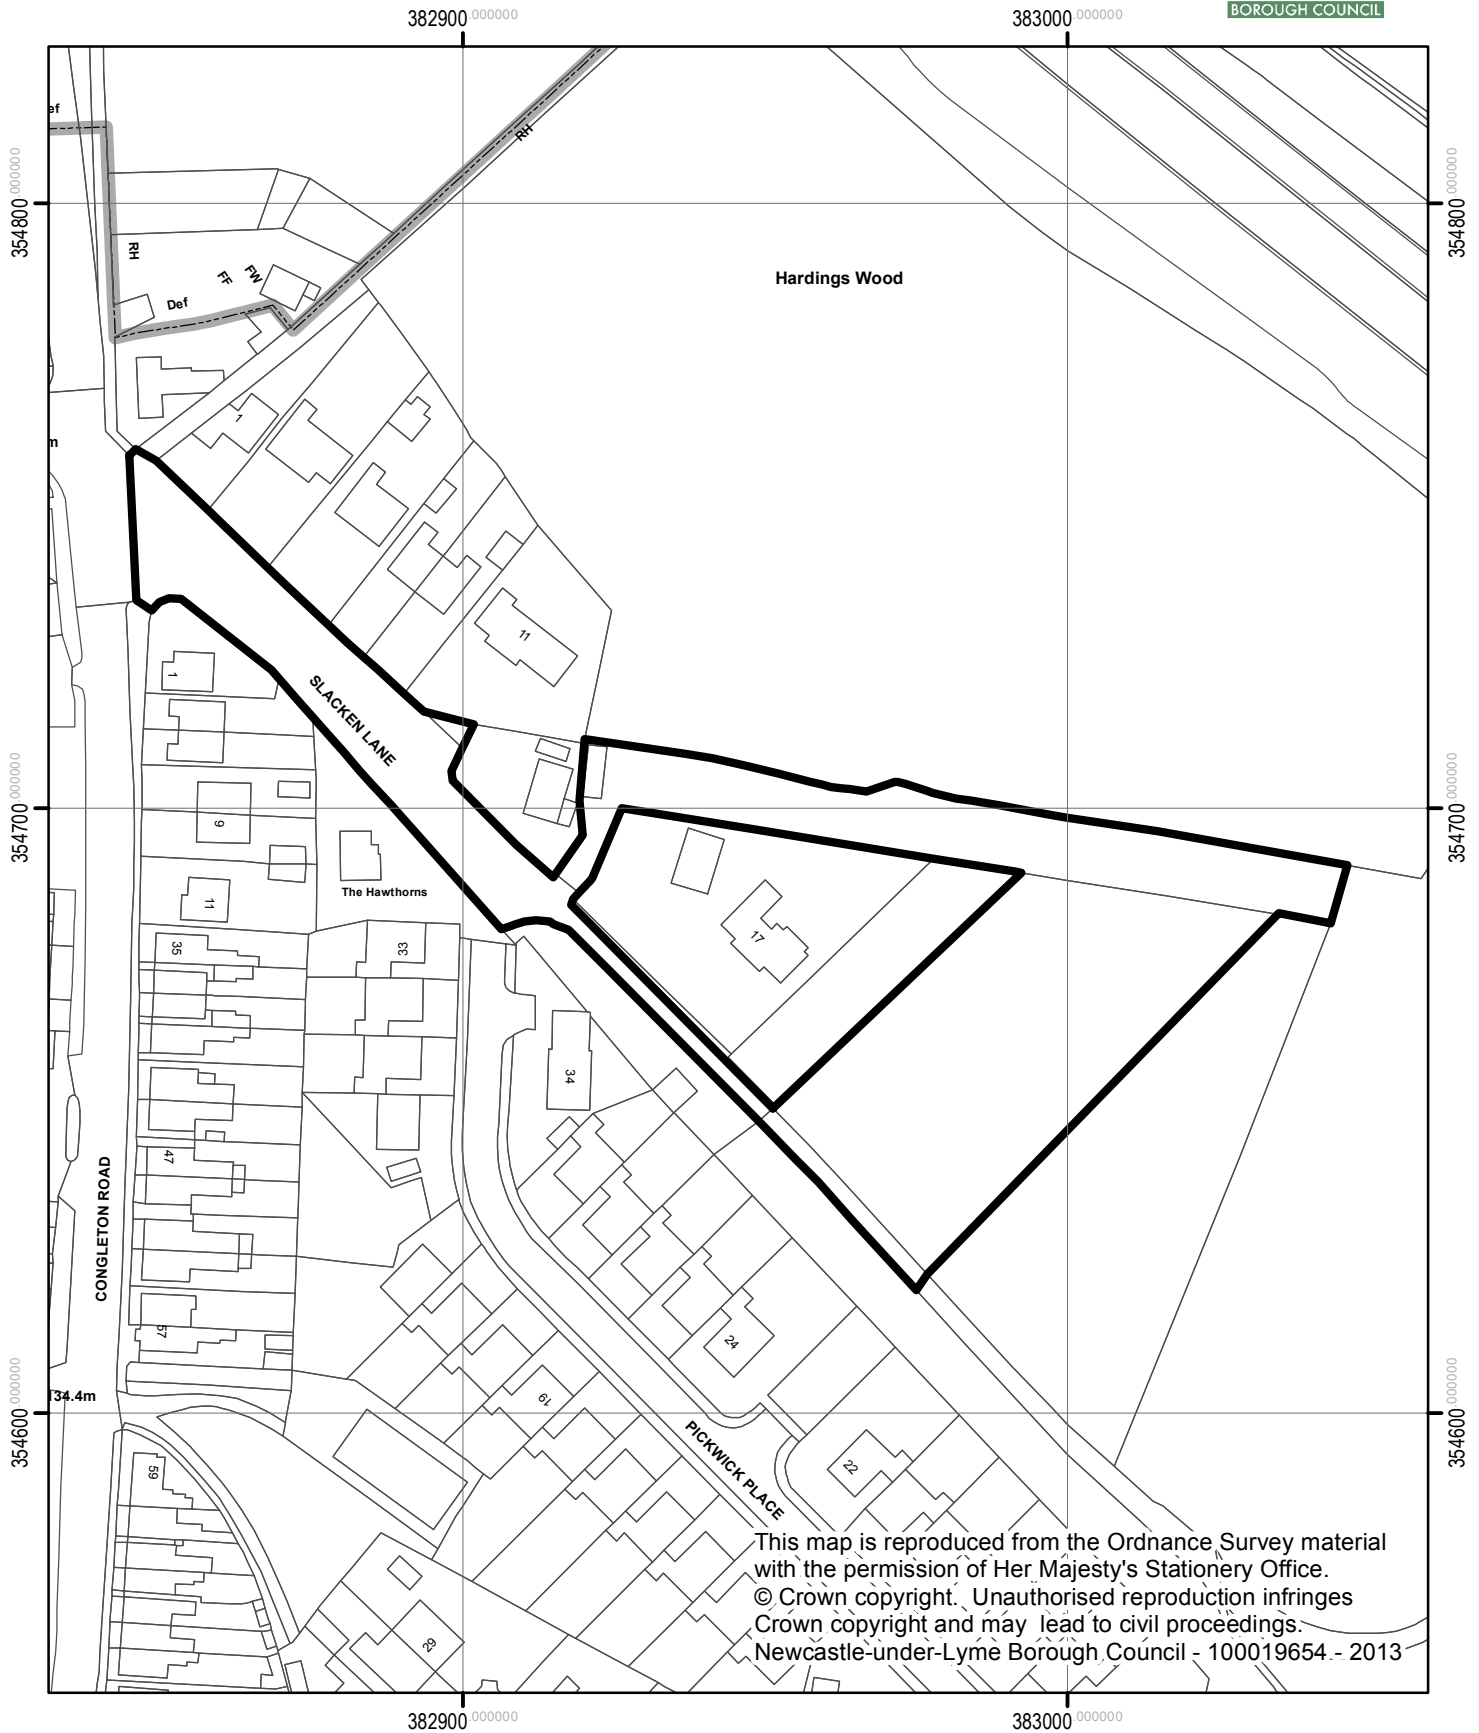 BOROUGH COUNCIL
382900.000000
383000.000000
ef
RH
354800.000000
354800.000000
RH
Hardings Wood
FW
FF
Def
1
m
11
1
SLACKEN LANE
354700.000000
354700.000000
9
The Hawthorns
11
17
35
33
34
47
CONGLETON ROAD
57
24
34.4m
19
354600.000000
354600.000000
PICKWICK PLACE
22
59
29
This map is reproduced from the Ordnance Survey material
with the permission of Her Majesty's Stationery Office.
© Crown copyright. Unauthorised reproduction infringes
Crown copyright and may lead to civil proceedings.
Newcastle-under-Lyme Borough Council - 100019654 - 2013
382900.000000
383000.000000